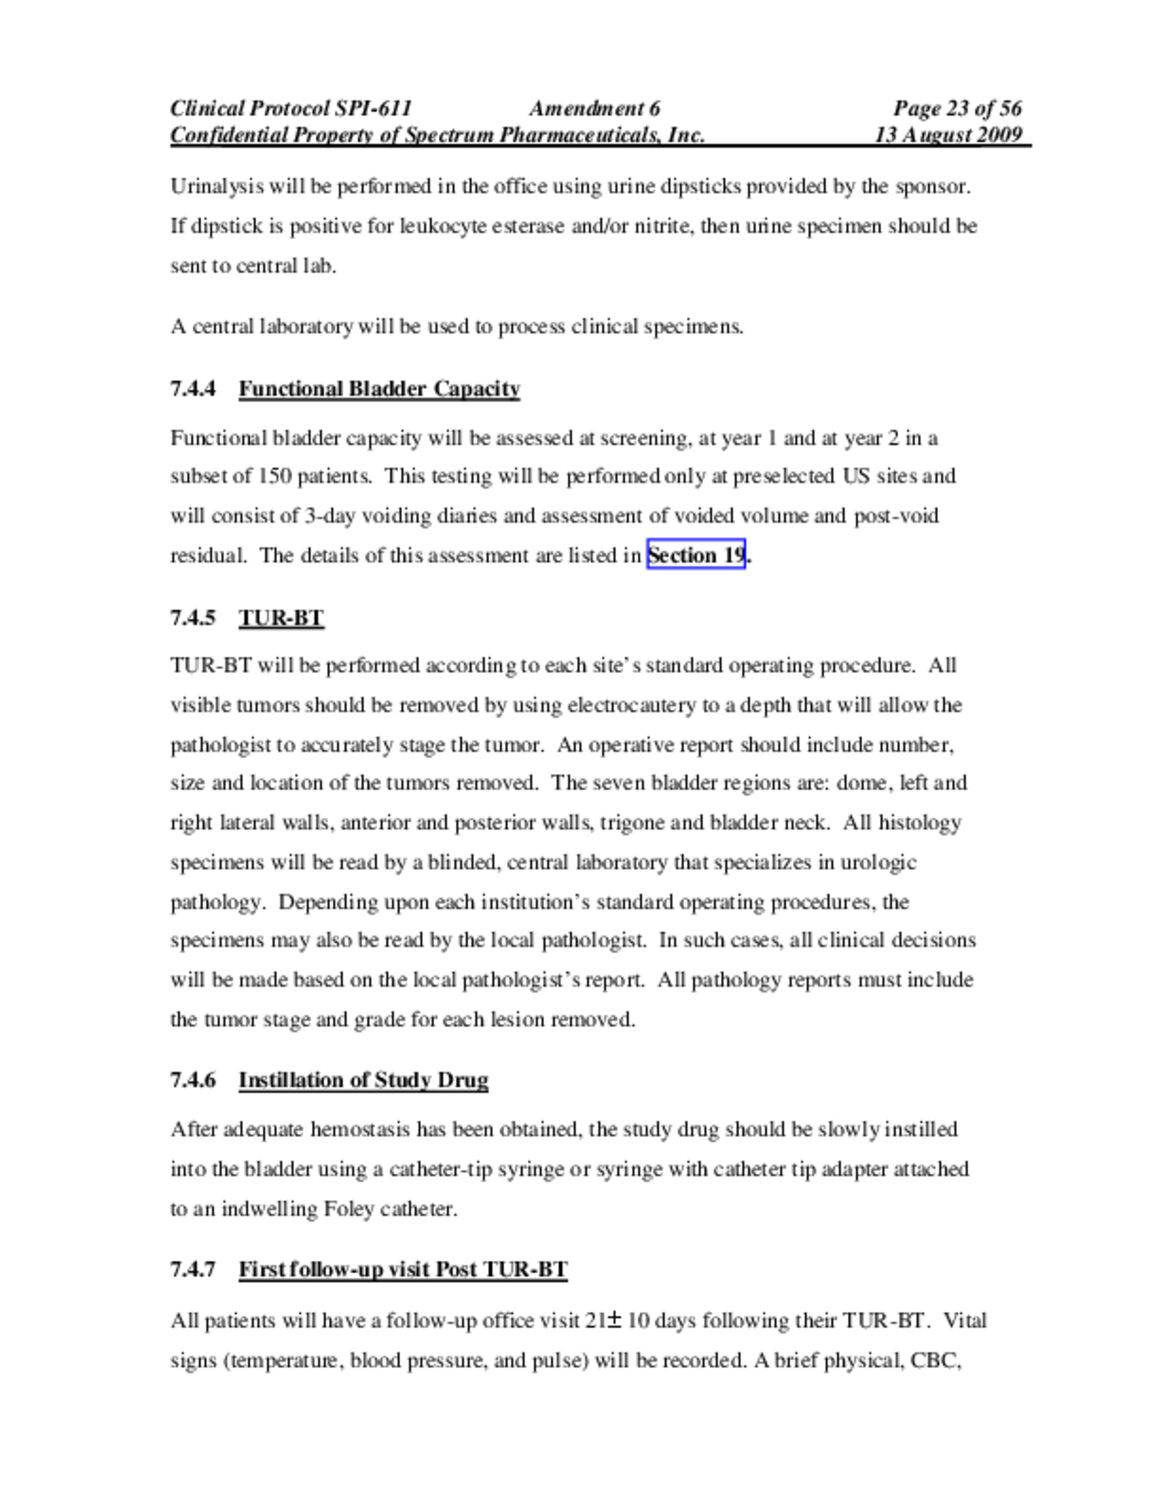 Clinical Protocol SPI-611 Amendment 6 Page 23 of 56
Confidential Property of Spectrum Pharmaceuticals, Inc. 13 August 2009
Urinalysis will be performed in the office using urine dipsticks provided by the sponsor.
If dipstick is positive for leukocyte esterase and/or nitrite, then urine specimen should be
sent to central lab.
A central laboratory will be used to process clinical specimens.
7.4.4 Functional Bladder Capacity
Functional bladder capacity will be assessed at screening, at year 1 and at year 2 in a
subset of 150 patients. This testing will be performed only at preselected US sites and
will consist of 3-day voiding diaries and assessment of voided volume and post-void
residual. The details of this assessment are listed in Section 19.
7.4.5 TUR-BT
TUR-BT will be performed according to each site's standard operating procedure. All
visible tumors should be removed by using electrocautery to a depth that will allow the
pathologist to accurately stage the tumor. An operative report should include number,
size and location of the tumors removed. The seven bladder regions are: dome, left and
right lateral walls, anterior and posterior walls, trigone and bladder neck. All histology
specimens will be read by a blinded, central laboratory that specializes in urologic
pathology. Depending upon each institution's standard operating procedures, the
specimens may also be read by the local pathologist. In such cases, all clinical decisions
will be made based on the local pathologist's report. All pathology reports must include
the tumor stage and grade for each lesion removed.
7.4.6 Instillation of Study Drug
After adequate hemostasis has been obtained, the study drug should be slowly instilled
into the bladder using a catheter-tip syringe or syringe with catheter tip adapter attached
to an indwelling Foley catheter.
7.4.7 First follow-up visit Post TUR-BT
All patients will have a follow-up office visit 21± 10 days following their TUR-BT. Vital
signs (temperature, blood pressure, and pulse) will be recorded. A brief physical, CBC,